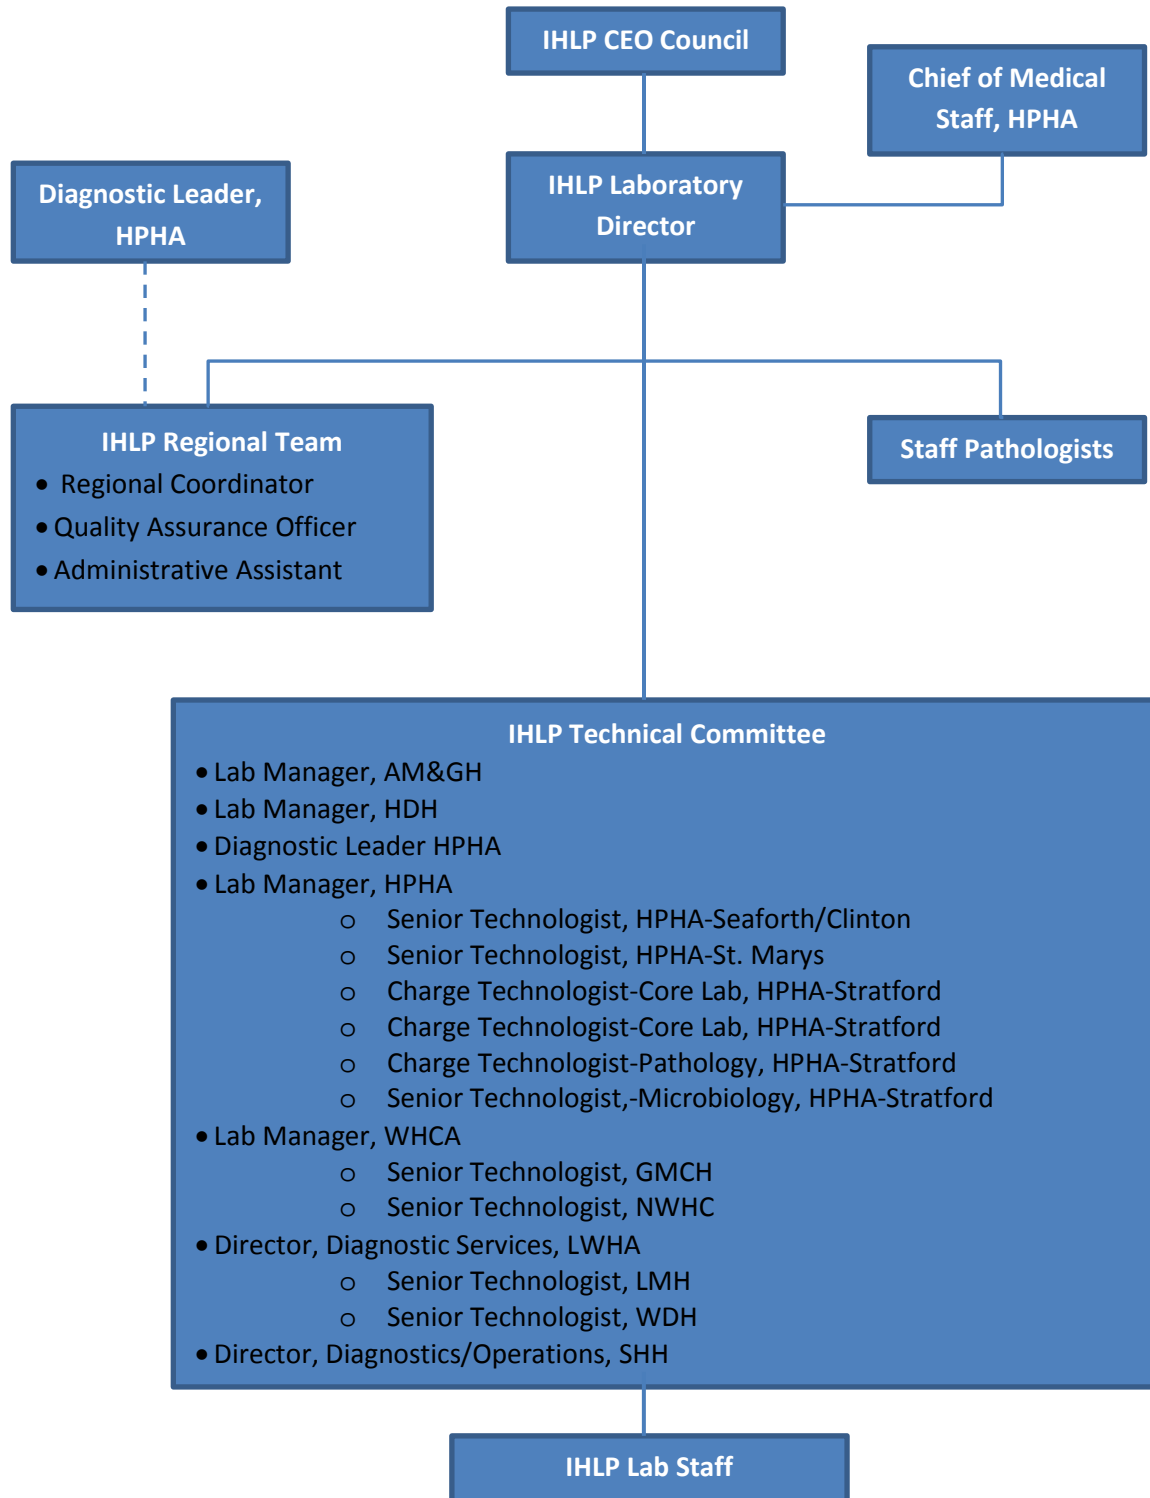 IHLP CEO Council
Chief of Medical
Staff, HPHA
IHLP Laboratory
Director
Diagnostic Leader,
HPHA
IHLP Regional Team
• Regional Coordinator
• Quality Assurance Officer
• Administrative Assistant
Staff Pathologists
IHLP Technical Committee
• Lab Manager, AM&GH
• Lab Manager, HDH
• Diagnostic Leader HPHA
• Lab Manager, HPHA
o Senior Technologist, HPHA-Seaforth/Clinton
o Senior Technologist, HPHA-St. Marys
o Charge Technologist-Core Lab, HPHA-Stratford
o Charge Technologist-Core Lab, HPHA-Stratford
o Charge Technologist-Pathology, HPHA-Stratford
o Senior Technologist,-Microbiology, HPHA-Stratford
• Lab Manager, WHCA
o Senior Technologist, GMCH
o Senior Technologist, NWHC
• Director, Diagnostic Services, LWHA
o Senior Technologist, LMH
o Senior Technologist, WDH
• Director, Diagnostics/Operations, SHH
IHLP Lab Staff